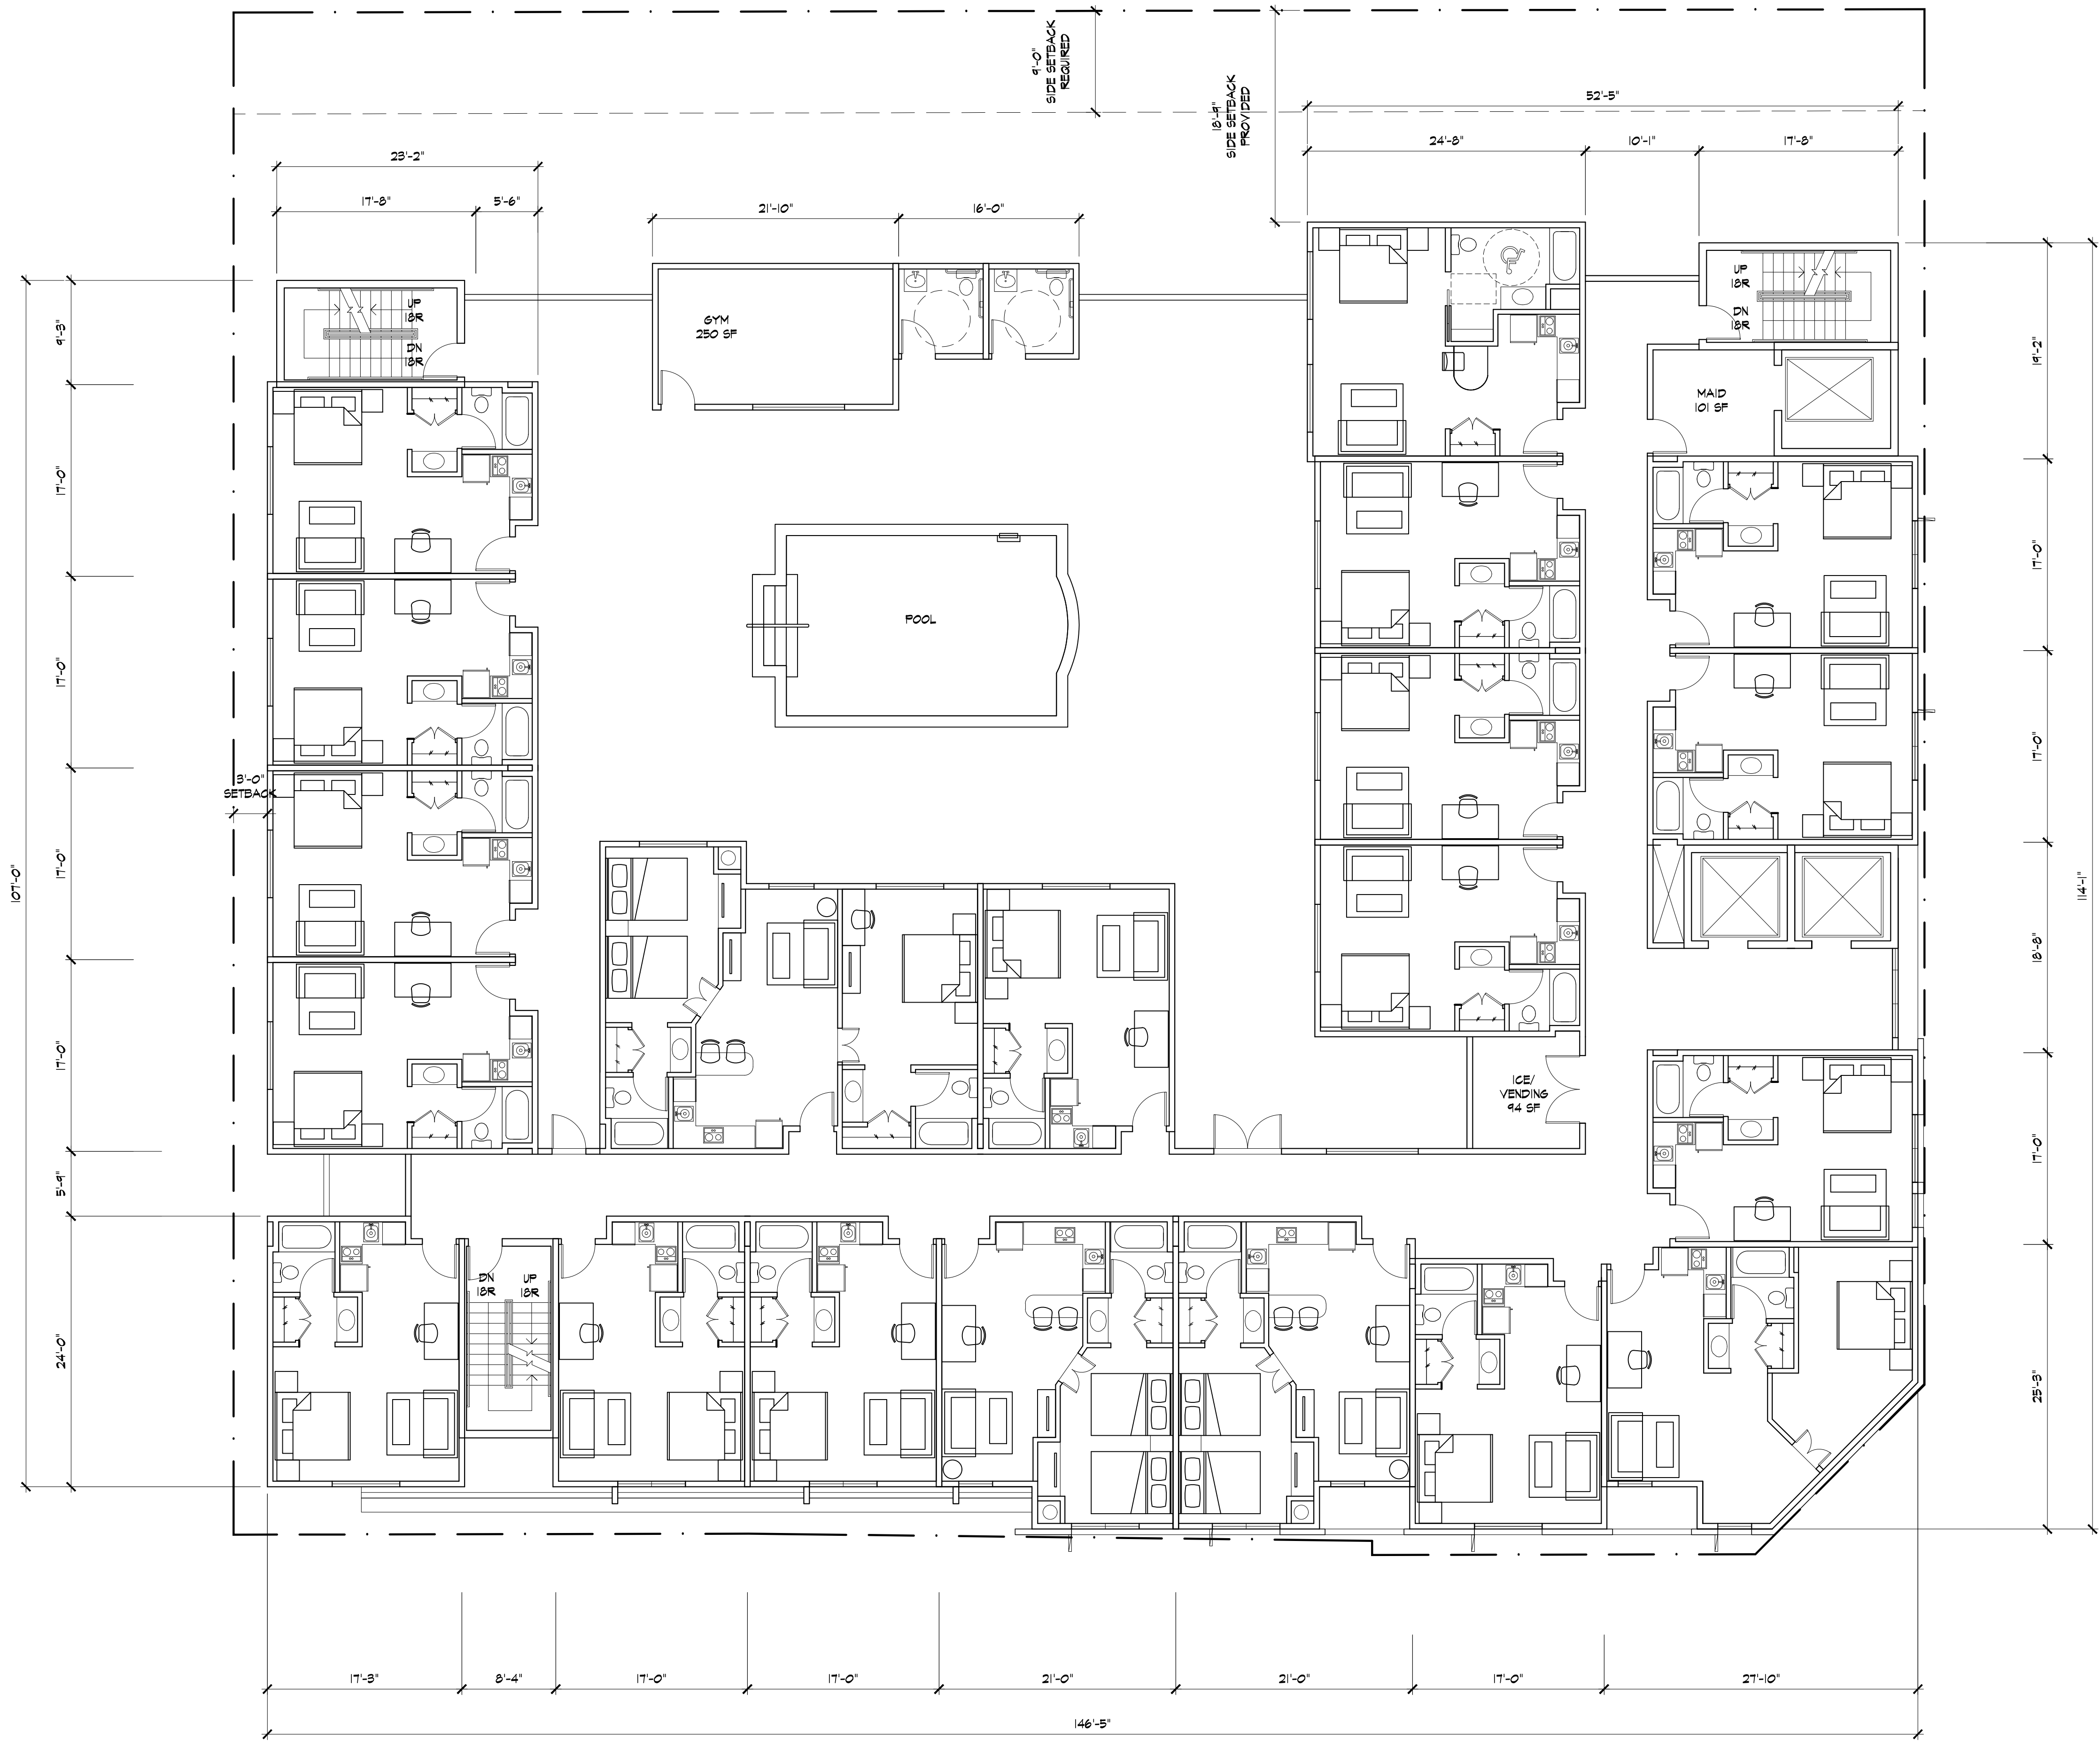 9'-0"
SIDE SETBACK
REQUIRED
18'-9"
SIDE SETBACK
PROVIDED
52'-5"
24'-8"
10'-1"
17'-8"
23'-2"
17'-8"
5'-6"
21'-10"
16'-0"
UP
18R
DN
18R
GYM
250 SF
UP
18R
DN
18R
MAID
101 SF
9'-3"
17'-0"
17'-0"
17'-0"
17'-0"
5'-9"
24'-0"
107'-0"
3'-0"
SETBACK
POOL
19'-2"
17'-0"
17'-0"
18'-8"
17'-0"
25'-3"
114'-1"
ICE/
VENDING
94 SF
DN
18R
UP
18R
17'-3"
8'-4"
17'-0"
17'-0"
21'-0"
21'-0"
17'-0"
27'-10"
146'-5"